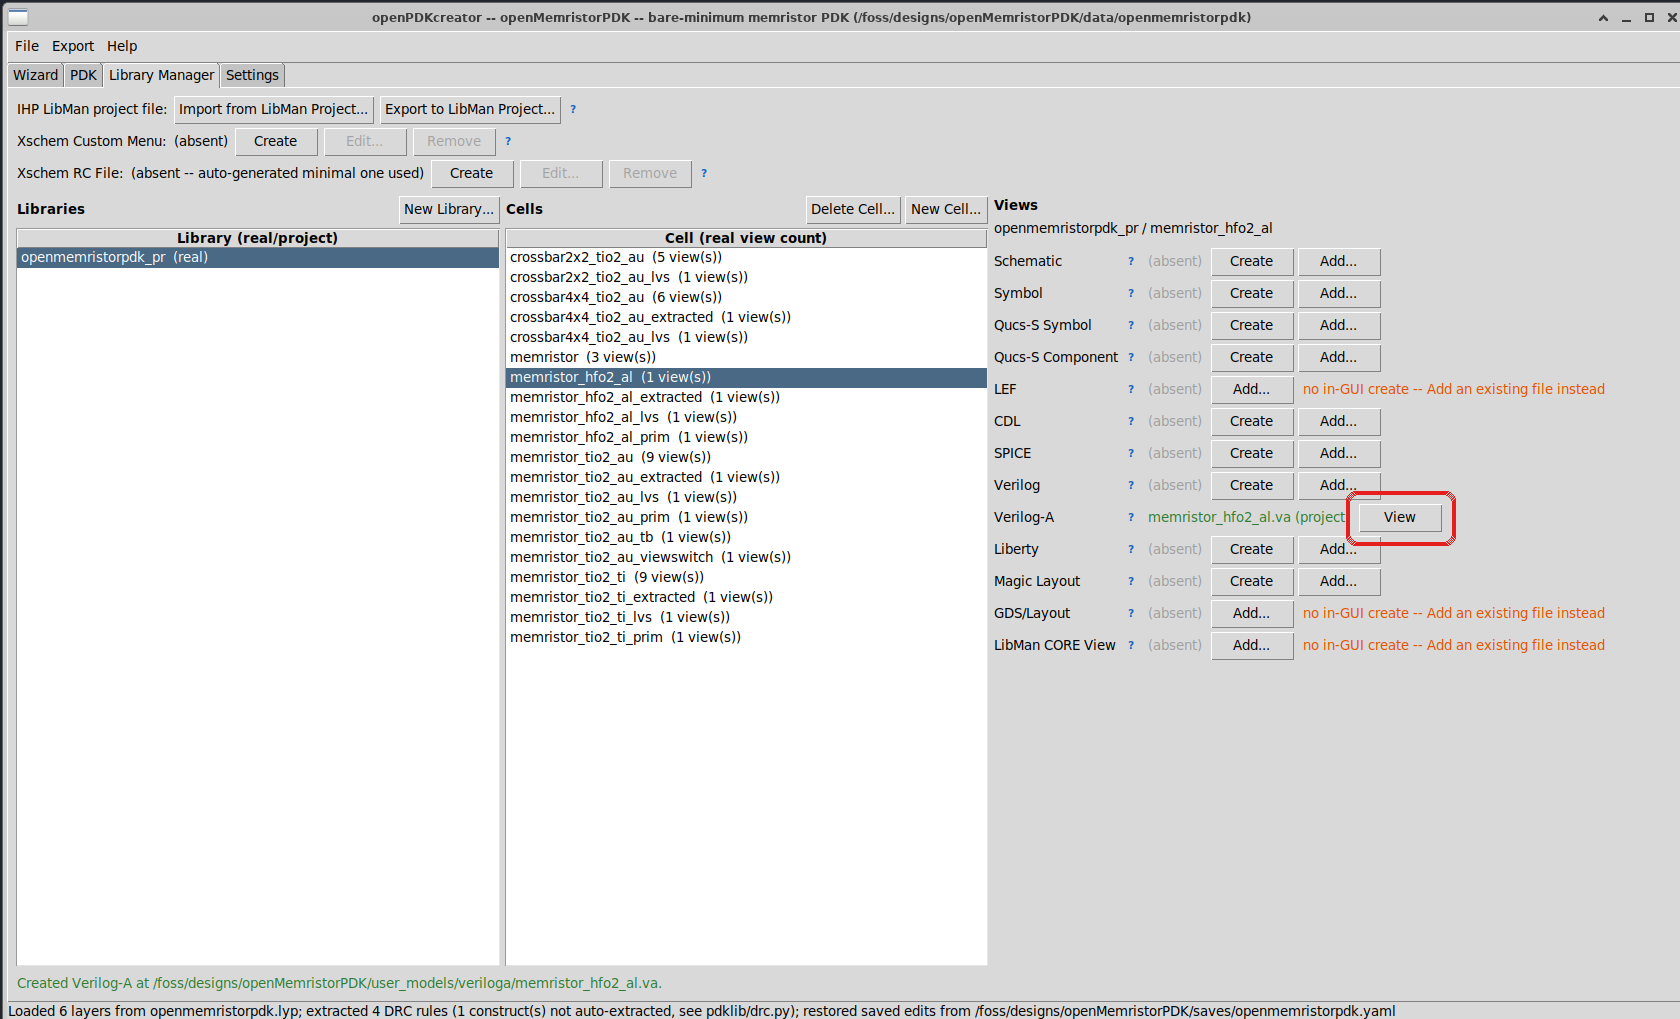 openPDKcreator -- openMemristorPDK -- bare-minimum memristor PDK (/foss/designs/openMemristorPDK/data/openmemristorpdk)
File Export Help
Wizard PDK Library Manager Settings
IHP LibMan project file: Import from LibMan Project... Export to LibMan Project... ?
Xschem Custom Menu: (absent) Create Edit... Remove ?
Xschem RC File: (absent -- auto-generated minimal one used) Create Edit... Remove ?
Libraries New Library...
Library (real/project)
openmemristorpdk_pr (real)
Cells Delete Cell... New Cell...
Cell (real view count)
crossbar2x2_tio2_au (5 view(s))
crossbar2x2_tio2_au_lvs (1 view(s))
crossbar4x4_tio2_au (6 view(s))
crossbar4x4_tio2_au_extracted (1 view(s))
crossbar4x4_tio2_au_lvs (1 view(s))
memristor (3 view(s))
memristor_hfo2_al (1 view(s))
memristor_hfo2_al_extracted (1 view(s))
memristor_hfo2_al_lvs (1 view(s))
memristor_hfo2_al_prim (1 view(s))
memristor_tio2_au (9 view(s))
memristor_tio2_au_extracted (1 view(s))
memristor_tio2_au_lvs (1 view(s))
memristor_tio2_au_prim (1 view(s))
memristor_tio2_au_tb (1 view(s))
memristor_tio2_au_viewswitch (1 view(s))
memristor_tio2_ti (9 view(s))
memristor_tio2_ti_extracted (1 view(s))
memristor_tio2_ti_lvs (1 view(s))
memristor_tio2_ti_prim (1 view(s))
Views
openmemristorpdk_pr / memristor_hfo2_al
Schematic ? (absent) Create Add...
Symbol ? (absent) Create Add...
Qucs-S Symbol ? (absent) Create Add...
Qucs-S Component ? (absent) Create Add...
LEF ? (absent) Add... no in-GUI create -- Add an existing file instead
CDL ? (absent) Create Add...
SPICE ? (absent) Create Add...
Verilog ? (absent) Create Add...
Verilog-A ? memristor_hfo2_al.va (project View
Liberty ? (absent) Create Add...
Magic Layout ? (absent) Create Add...
GDS/Layout ? (absent) Add... no in-GUI create -- Add an existing file instead
LibMan CORE View ? (absent) Add... no in-GUI create -- Add an existing file instead
Created Verilog-A at /foss/designs/openMemristorPDK/user_models/veriloga/memristor_hfo2_al.va.
Loaded 6 layers from openmemristorpdk.lyp; extracted 4 DRC rules (1 construct(s) not auto-extracted, see pdklib/drc.py); restored saved edits from /foss/designs/openMemristorPDK/saves/openmemristorpdk.yaml